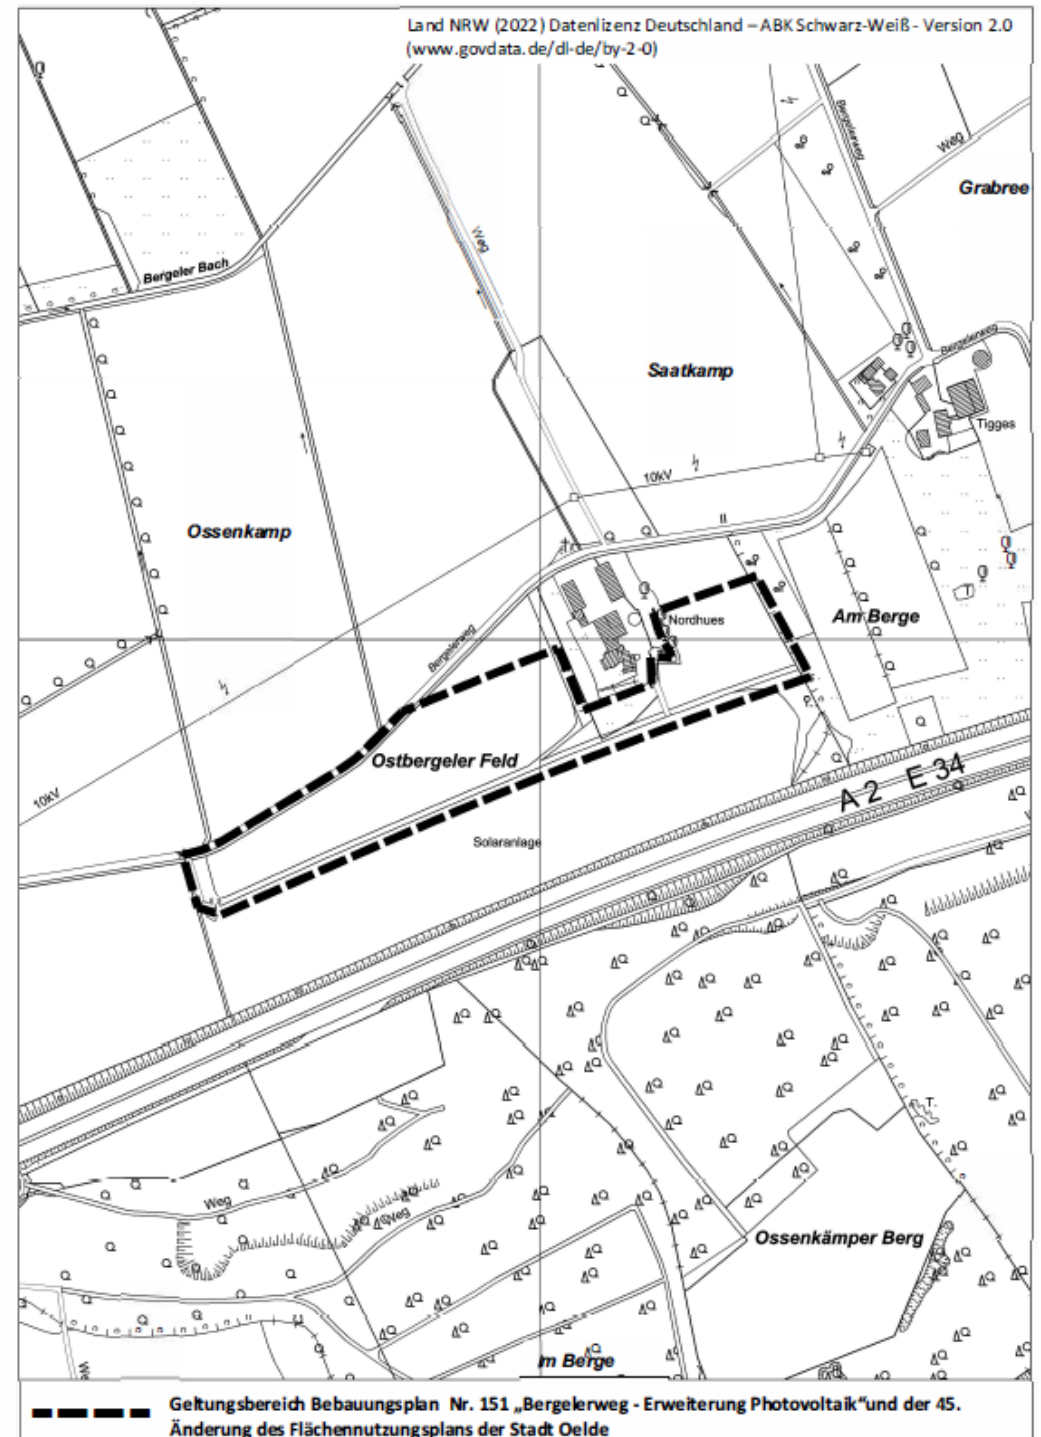 Land NRW (2022) Datenlizenz Deutschland – ABK Schwarz-Weiß - Version 2.0
(www.govdata.de/dl-de/by-2-0)
Bergelerweg
Weg
Grabree
Weg
Bergeler Bach
Bergelerweg
Saatkamp
Tigges
10kV
Ossenkamp
Nordhues
Am Berge
Bergelerweg
Ostbergeler Feld
10kV
A 2 E 34
Solaranlage
T.
Weg
Weg
Ossenkämper Berg
Im Berge
Geltungsbereich Bebauungsplan Nr. 151 „Bergelerweg - Erweiterung Photovoltaik“und der 45.
Änderung des Flächennutzungsplans der Stadt Oelde